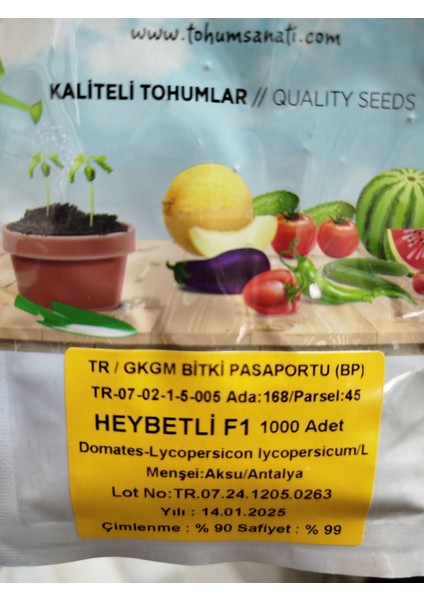 www.tohumsanati.com
KALİTELİ TOHUMLAR // QUALITY SEEDS
TR / GKGM BİTKİ PASAPORTU (BP)
TR-07-02-1-5-005 Ada:168/Parsel:45
HEYBETLİ F1 1000 Adet
Domates-Lycopersicon lycopersicum/L
Menşei:Aksu/Antalya
Lot No:TR.07.24.1205.0263
Yılı : 14.01.2025
Çimlenme : % 90 Safiyet : % 99